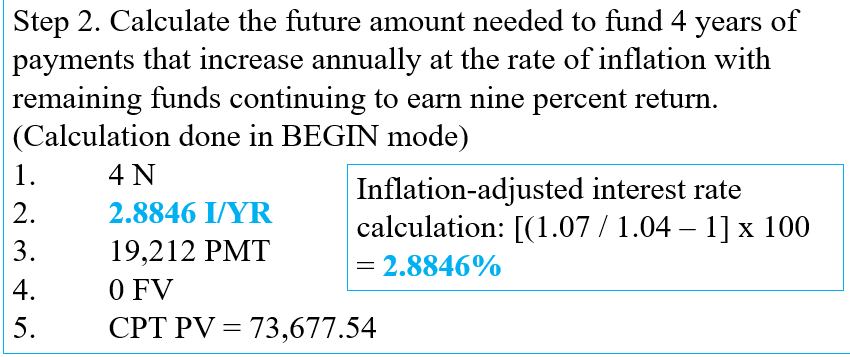 Step 2. Calculate the future amount needed to fund 4 years of
payments that increase annually at the rate of inflation with
remaining funds continuing to earn nine percent return.
(Calculation done in BEGIN mode)
1. 4 N
2. 2.8846 I/YR
3. 19,212 PMT
4. 0 FV
5. CPT PV = 73,677.54
Inflation-adjusted interest rate
calculation: [(1.07 / 1.04 – 1] x 100
= 2.8846%